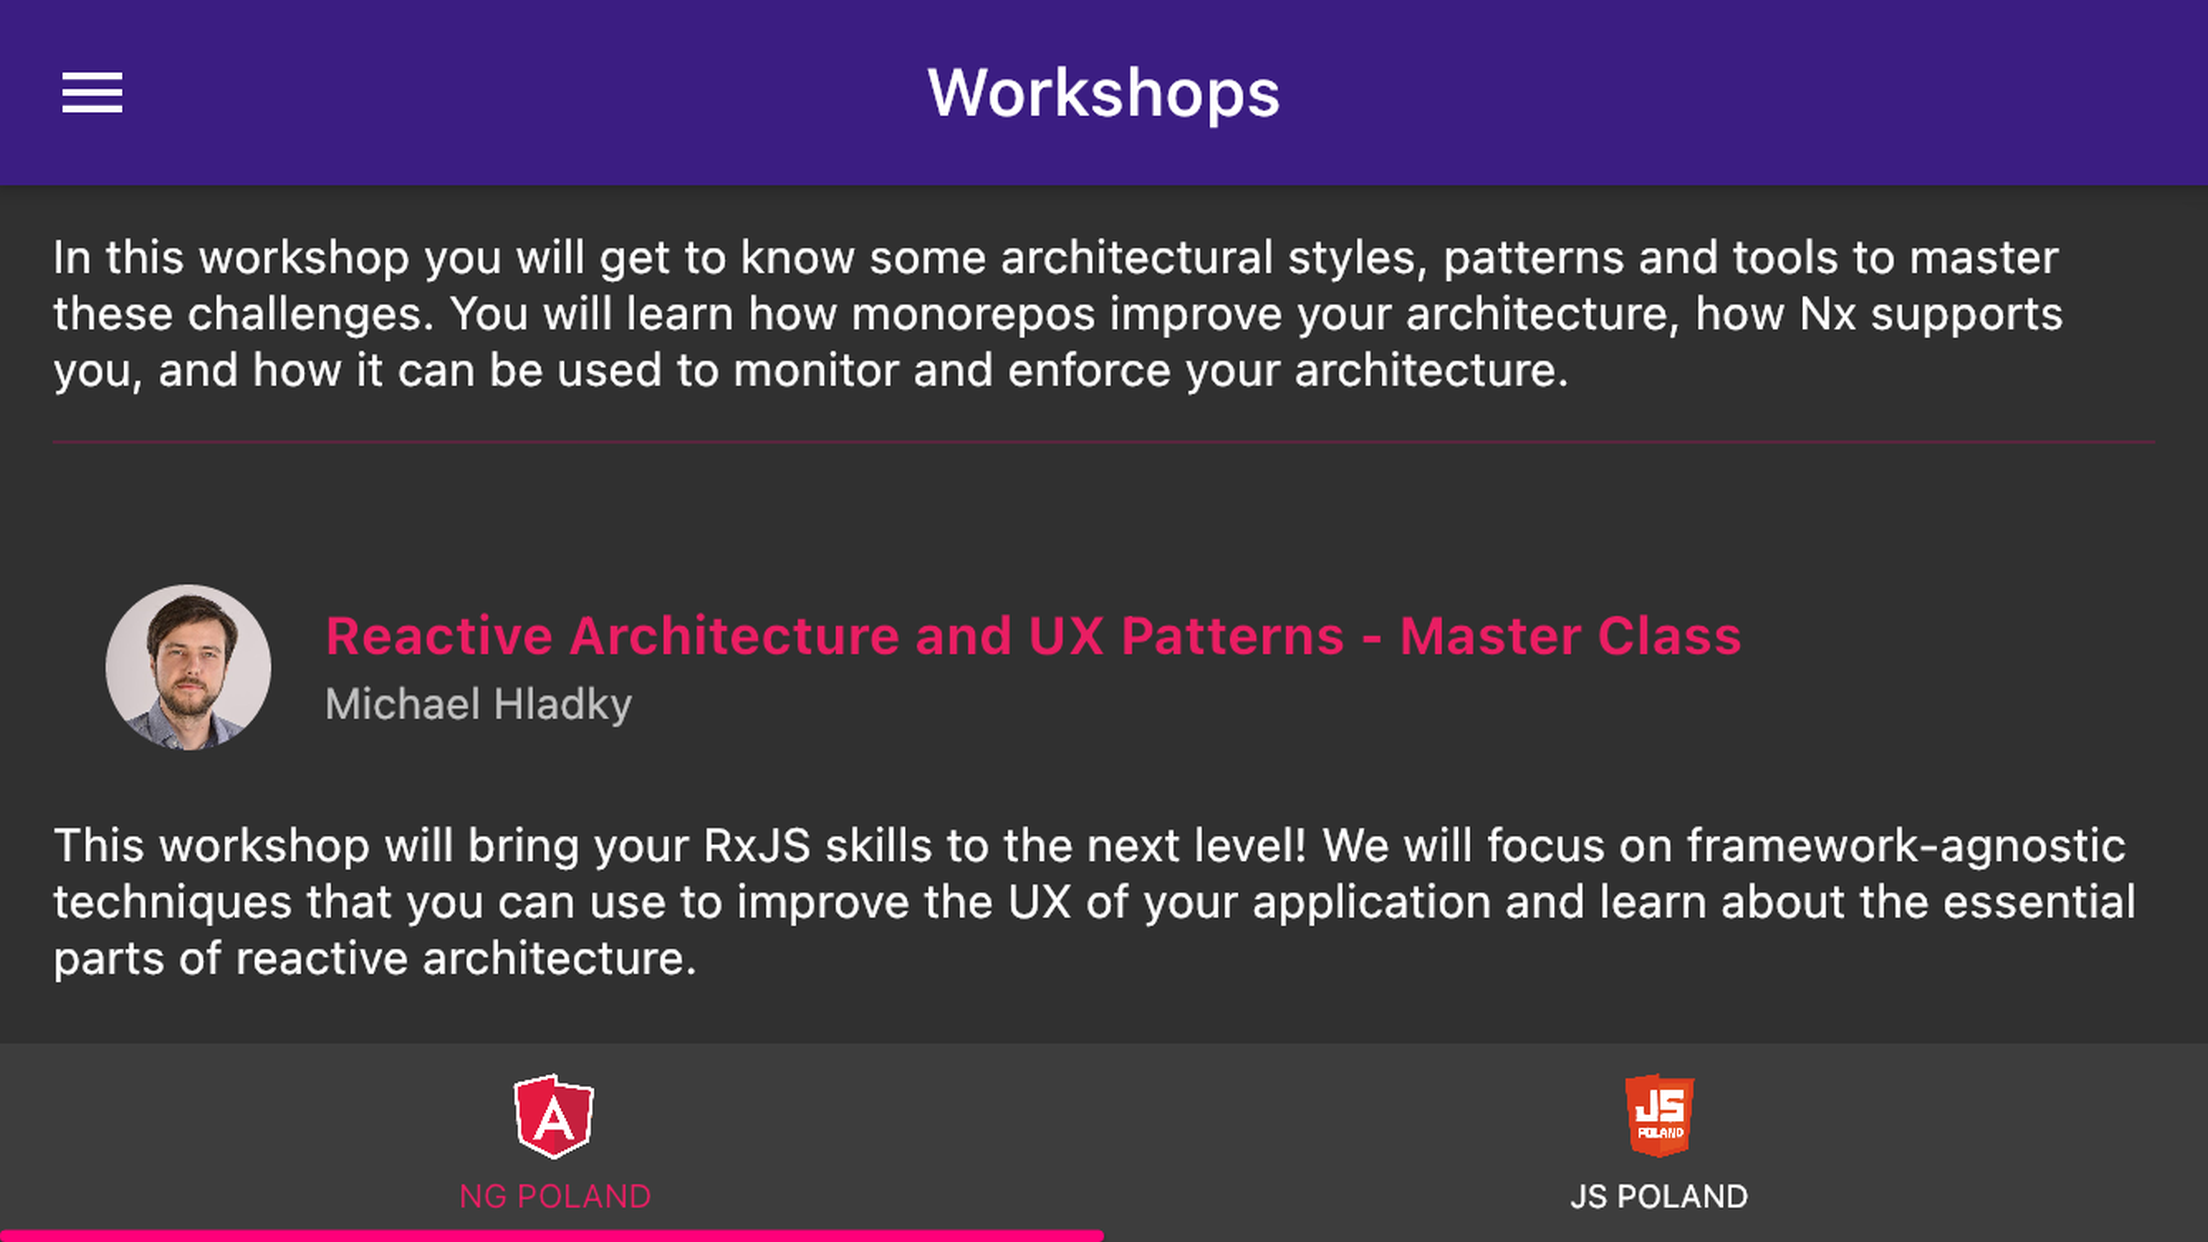 Workshops
In this workshop you will get to know some architectural styles, patterns and tools to master
these challenges. You will learn how monorepos improve your architecture, how Nx supports
you, and how it can be used to monitor and enforce your architecture.
Reactive Architecture and UX Patterns - Master Class
Michael Hladky
This workshop will bring your RxJS skills to the next level! We will focus on framework-agnostic
techniques that you can use to improve the UX of your application and learn about the essential
parts of reactive architecture.
A
NG POLAND
JS
POLAND
JS POLAND